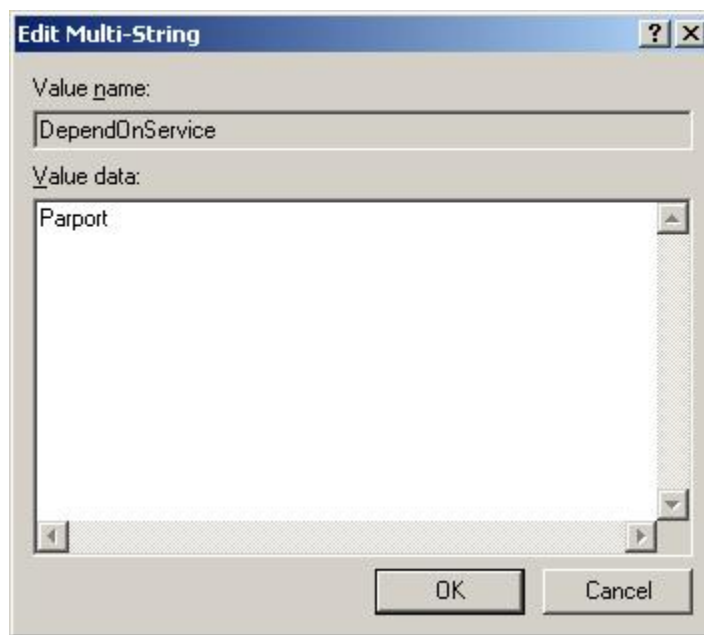 Edit Multi-String
Value name:
DependOnService
Value data:
Parport
OK Cancel